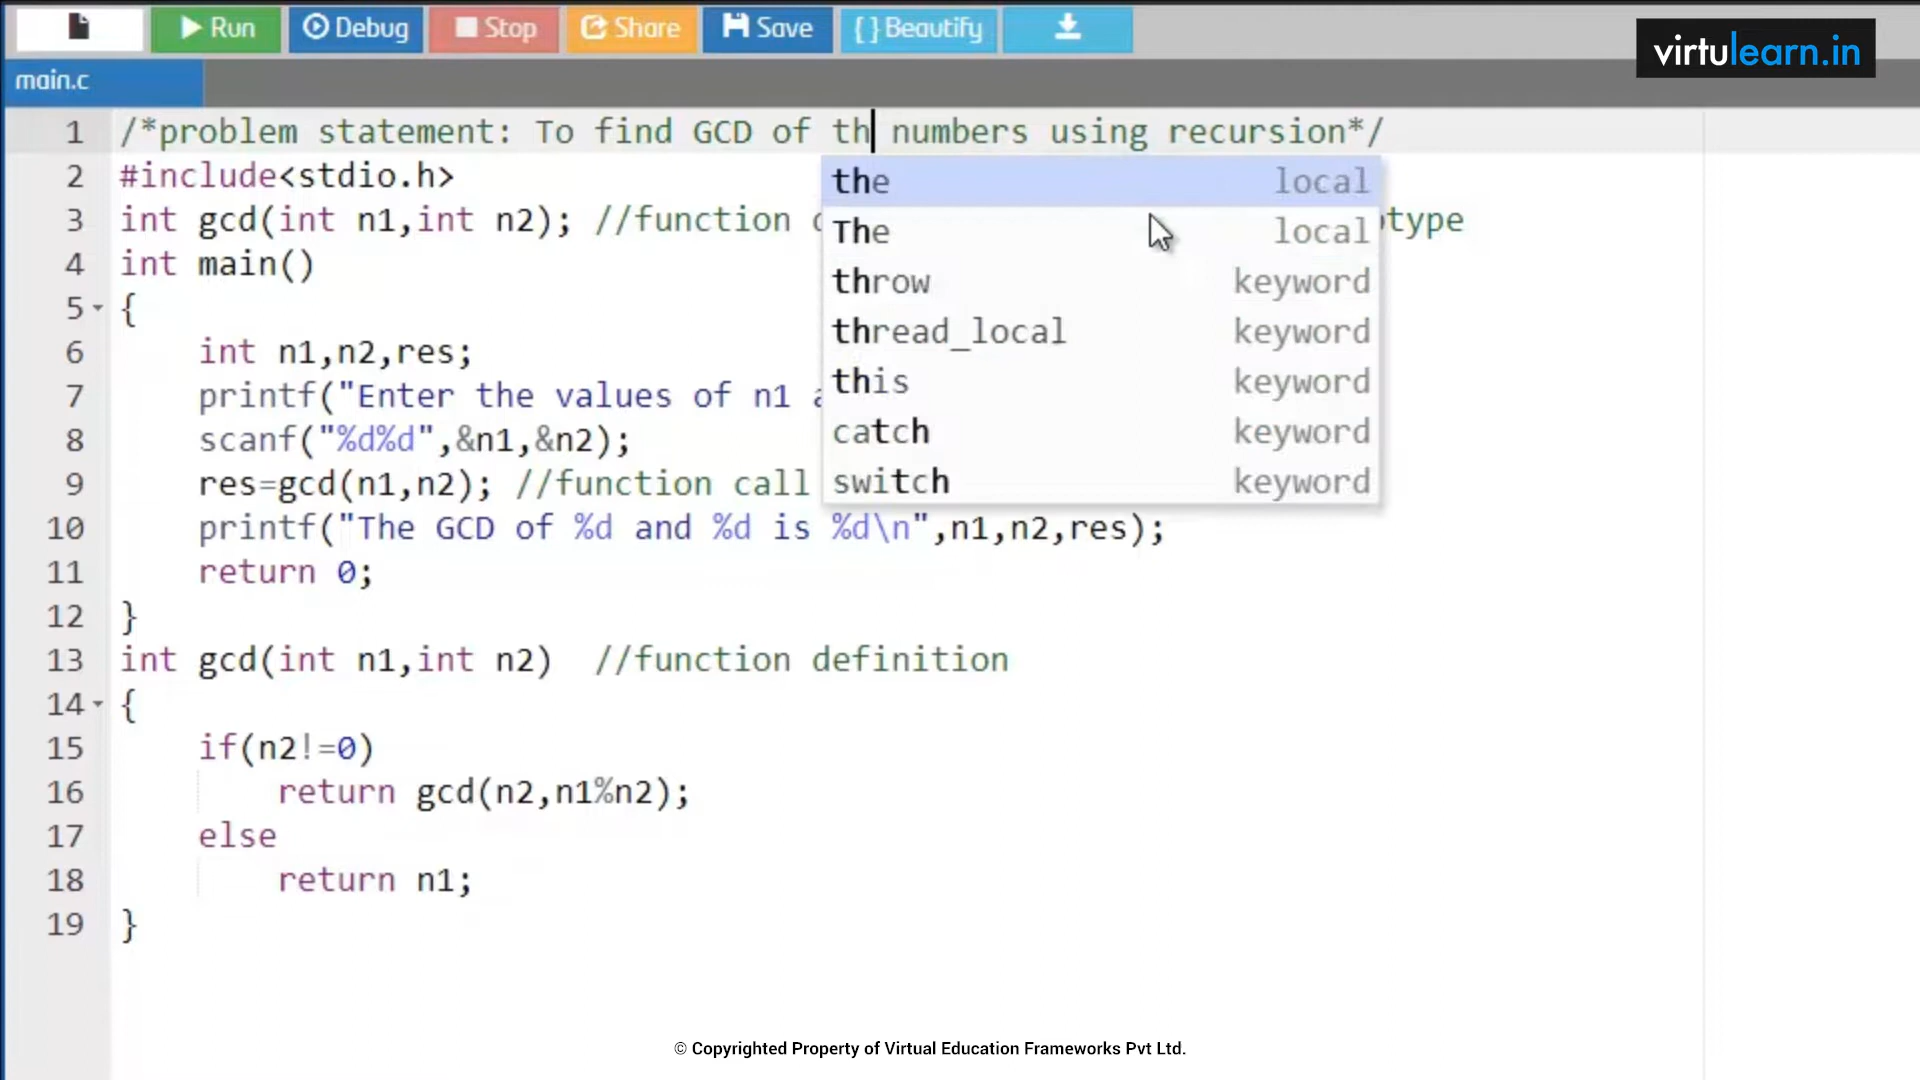 Run Debug Stop Share Save {} Beautify
virtulearn.in
main.c
1 /*problem statement: To find GCD of th numbers using recursion*/
2 #include<stdio.h>
3 int gcd(int n1,int n2); //function
4 int main()
5 {
6 int n1,n2,res;
7 printf("Enter the values of n1
8 scanf("%d%d",&n1,&n2);
9 res=gcd(n1,n2); //function call
10 printf("The GCD of %d and %d is %d\n",n1,n2,res);
11 return 0;
12 }
13 int gcd(int n1,int n2) //function definition
14 {
15 if(n2!=0)
16 return gcd(n2,n1%n2);
17 else
18 return n1;
19 }
the local
The local
throw keyword
thread_local keyword
this keyword
catch keyword
switch keyword
© Copyrighted Property of Virtual Education Frameworks Pvt Ltd.